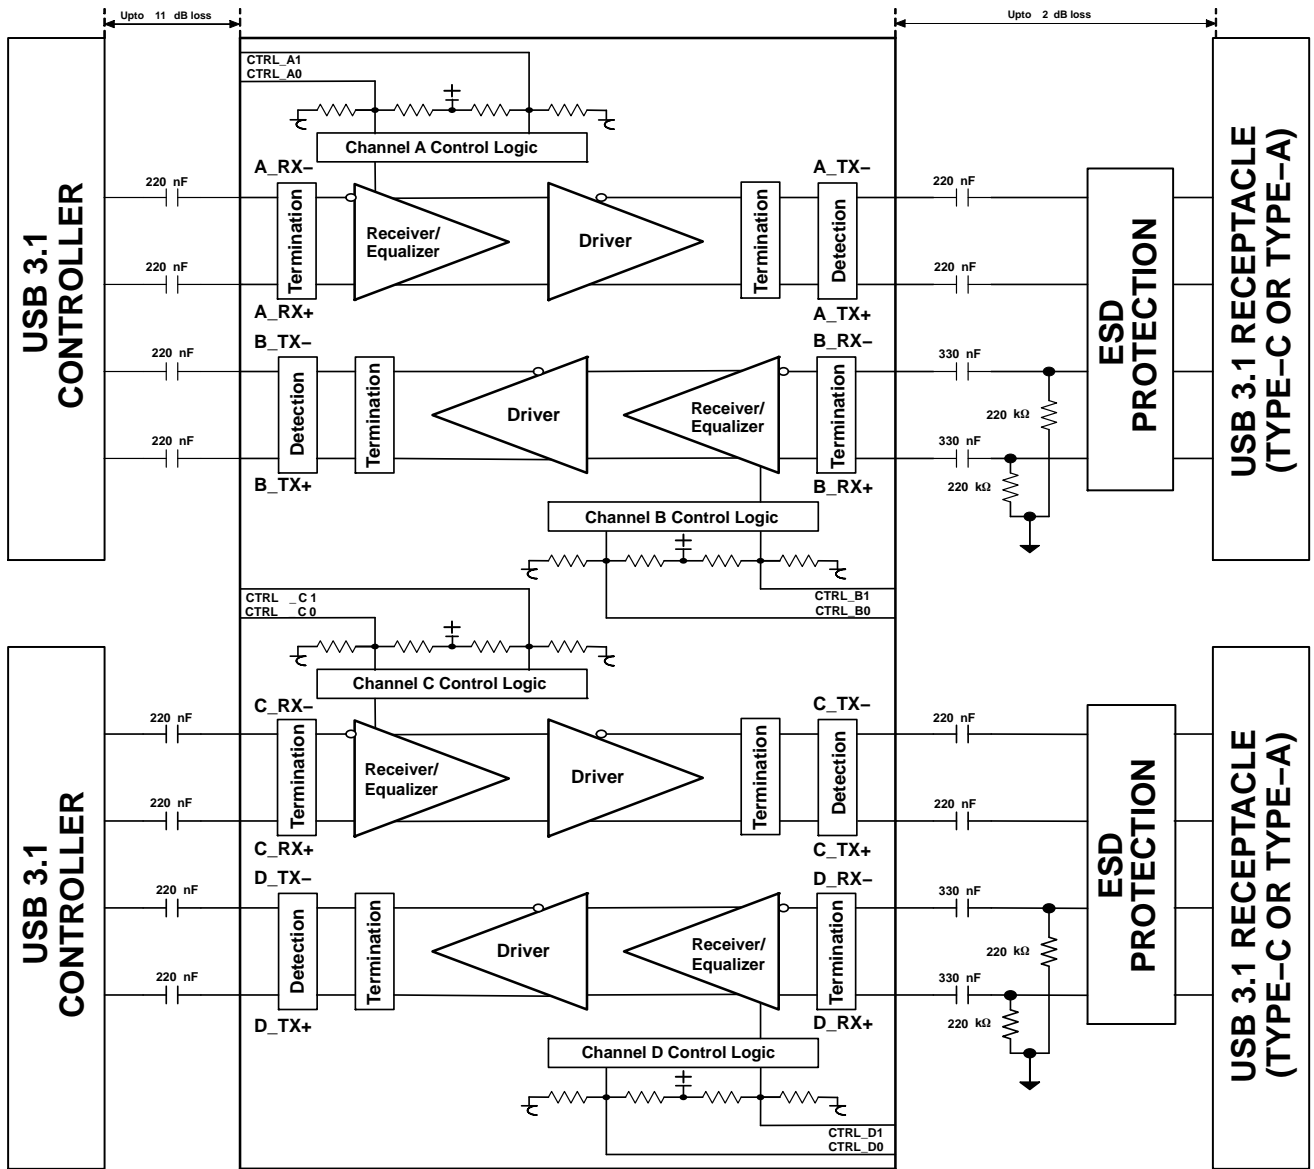 Upto 11 dB loss
Upto 2 dB loss
USB 3.1
CONTROLLER
CTRL_A1
CTRL_A0
Channel A Control Logic
220 nF
A_RX–
Termination
Receiver/
Equalizer
Driver
Termination
A_TX–
Detection
220 nF
220 nF
A_RX+
A_TX+
220 nF
ESD
PROTECTION
USB 3.1 RECEPTACLE
(TYPE–C OR TYPE–A)
220 nF
B_TX–
Detection
Termination
Driver
Receiver/
Equalizer
B_RX–
Termination
330 nF
220 kΩ
220 nF
B_TX+
B_RX+
330 nF
220 kΩ
Channel B Control Logic
CTRL_B1
CTRL_B0
USB 3.1
CONTROLLER
CTRL _C 1
CTRL _C 0
Channel C Control Logic
220 nF
C_RX–
Termination
Receiver/
Equalizer
Driver
Termination
C_TX–
Detection
220 nF
220 nF
C_RX+
C_TX+
220 nF
ESD
PROTECTION
USB 3.1 RECEPTACLE
(TYPE–C OR TYPE–A)
220 nF
D_TX–
Detection
Termination
Driver
Receiver/
Equalizer
D_RX–
Termination
330 nF
220 kΩ
220 nF
D_TX+
D_RX+
330 nF
220 kΩ
Channel D Control Logic
CTRL_D1
CTRL_D0